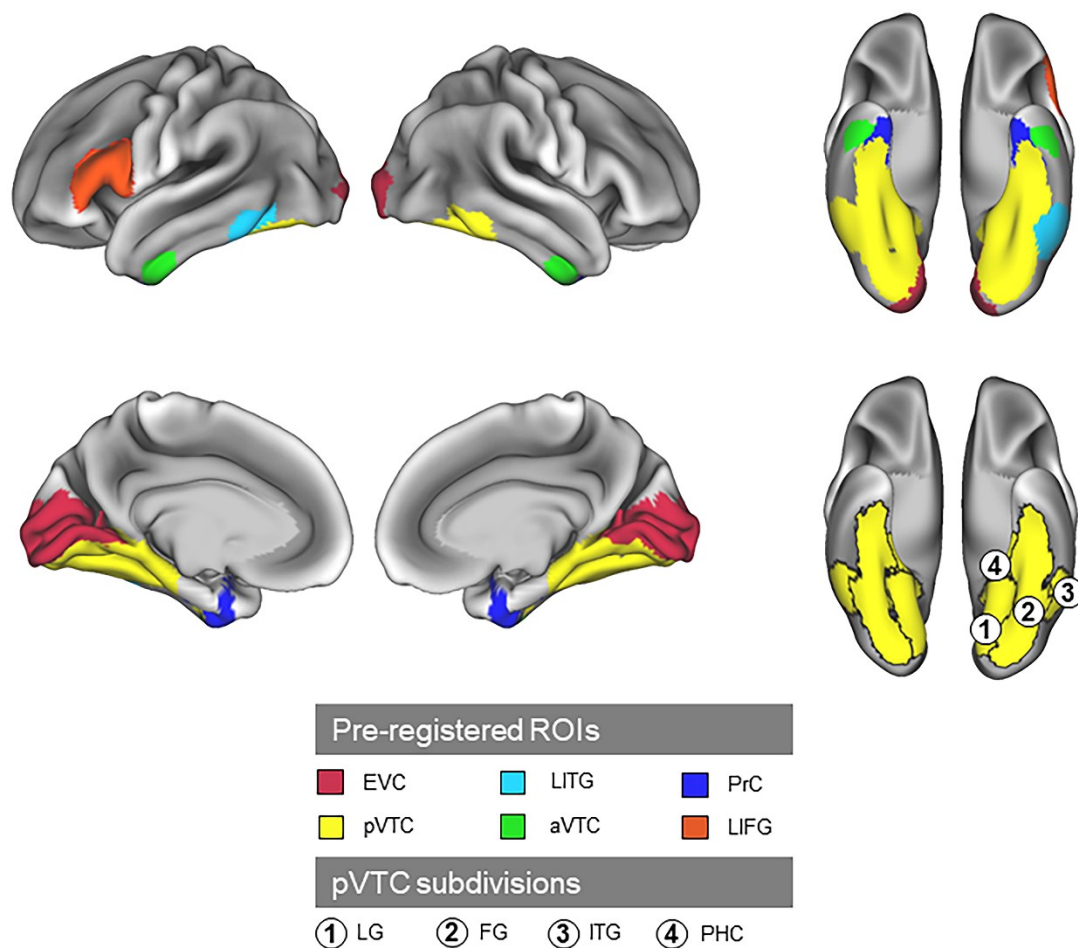 4
3
2
1
Pre-registered ROIs
EVC LITG PrC
pVTC aVTC LIFG
pVTC subdivisions
1 LG 2 FG 3 ITG 4 PHC